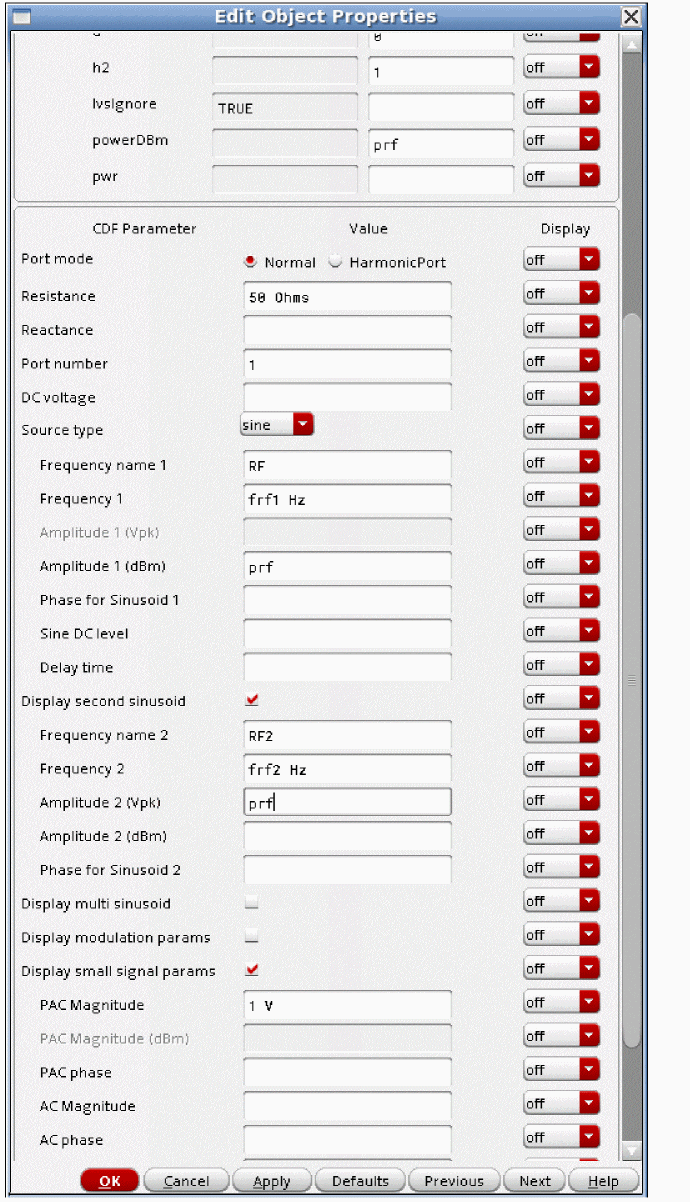 Edit Object Properties
0
h2 1 off
lvsIgnore TRUE off
powerDBm prf off
pwr off
CDF Parameter Value Display
Port mode Normal HarmonicPort off
Resistance 50 Ohms off
Reactance off
Port number 1 off
DC voltage off
Source type sine off
Frequency name 1 RF off
Frequency 1 frf1 Hz off
Amplitude 1 (Vpk) off
Amplitude 1 (dBm) prf off
Phase for Sinusoid 1 off
Sine DC level off
Delay time off
Display second sinusoid off
Frequency name 2 RF2 off
Frequency 2 frf2 Hz off
Amplitude 2 (Vpk) prf off
Amplitude 2 (dBm) off
Phase for Sinusoid 2 off
Display multi sinusoid off
Display modulation params off
Display small signal params off
PAC Magnitude 1 V off
PAC Magnitude (dBm) off
PAC phase off
AC Magnitude off
AC phase off
OK Cancel Apply Defaults Previous Next Help